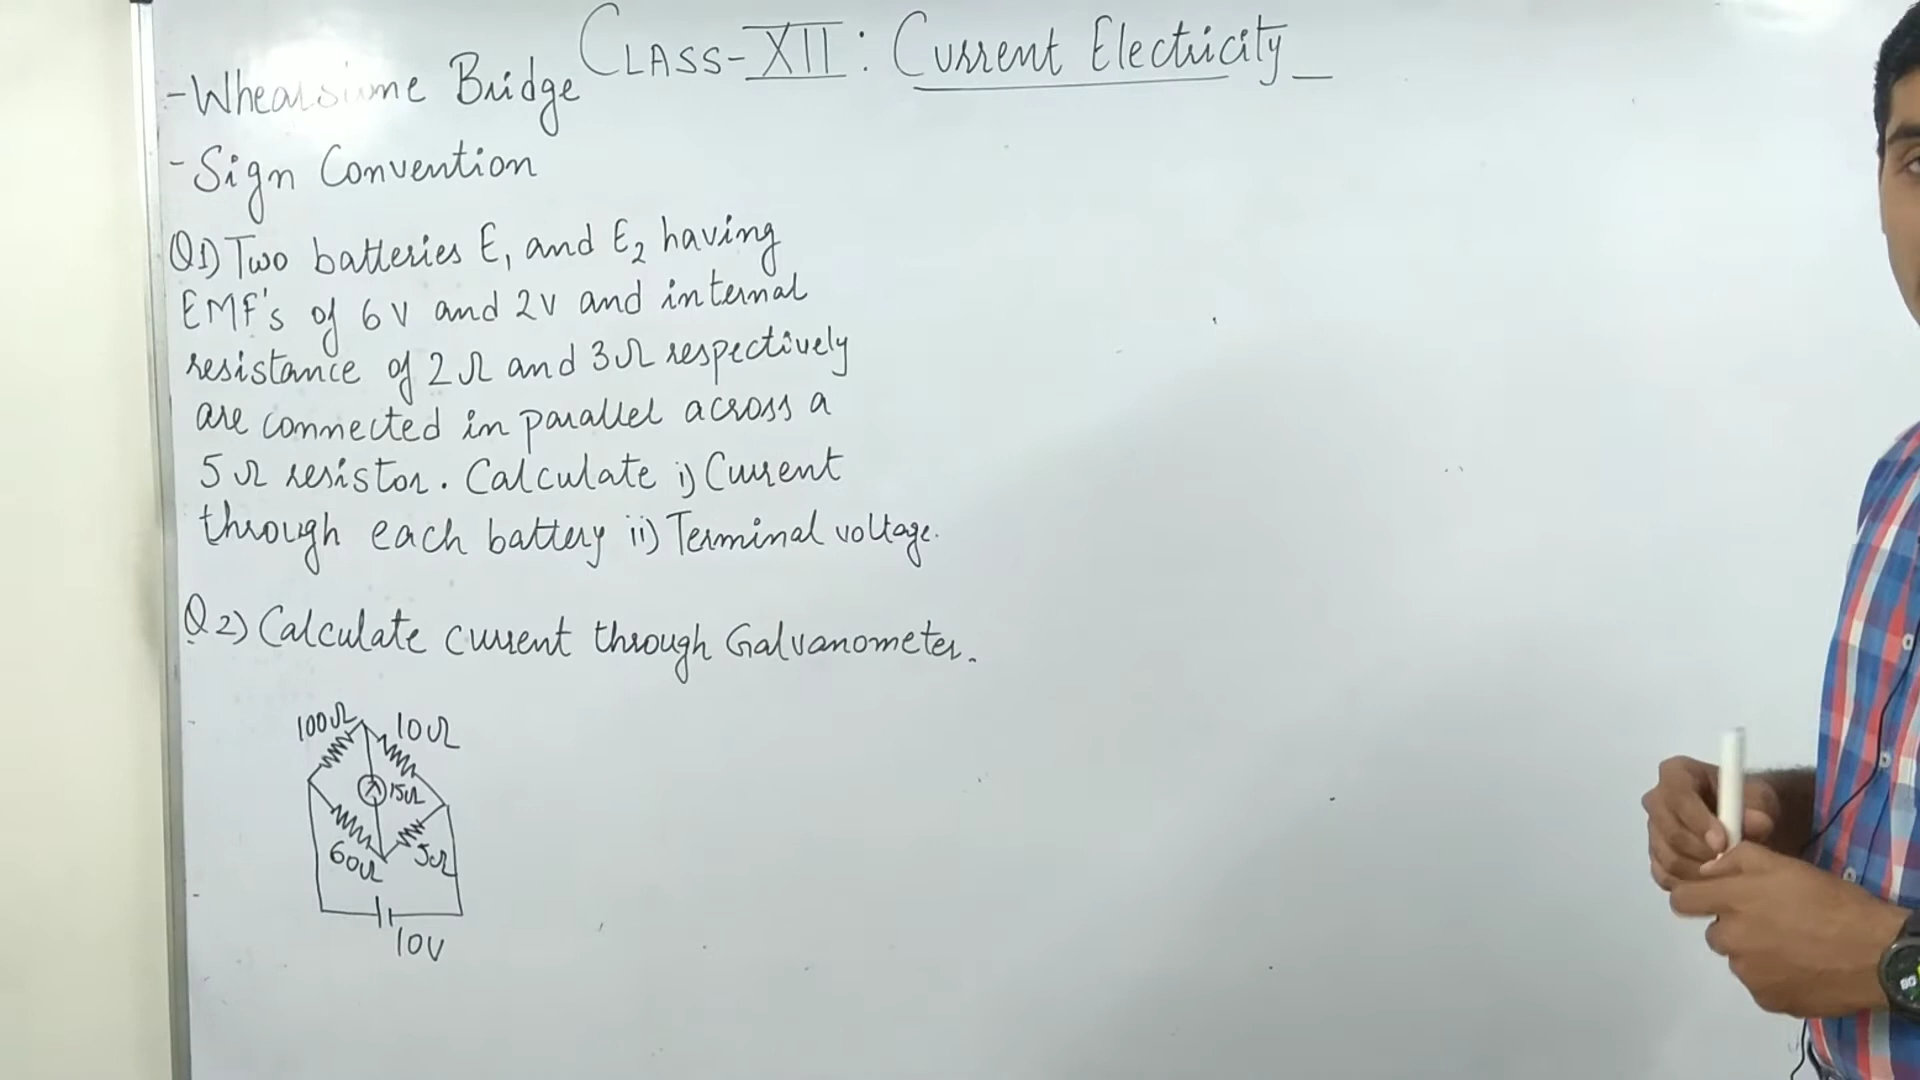 CLASS-XII: Current Electricity
- Bridge
- Sign Convention
Q1) Two batteries E₁ and E₂ having
EMF's of 6V and 2V and internal
resistance of 2Ω and 3Ω respectively
are connected in parallel across a
5Ω resistor. Calculate i) Current
through each battery ii) Terminal voltage.
Q2) Calculate current through Galvanometer.
100Ω 10Ω
15Ω
60Ω 5Ω
10V